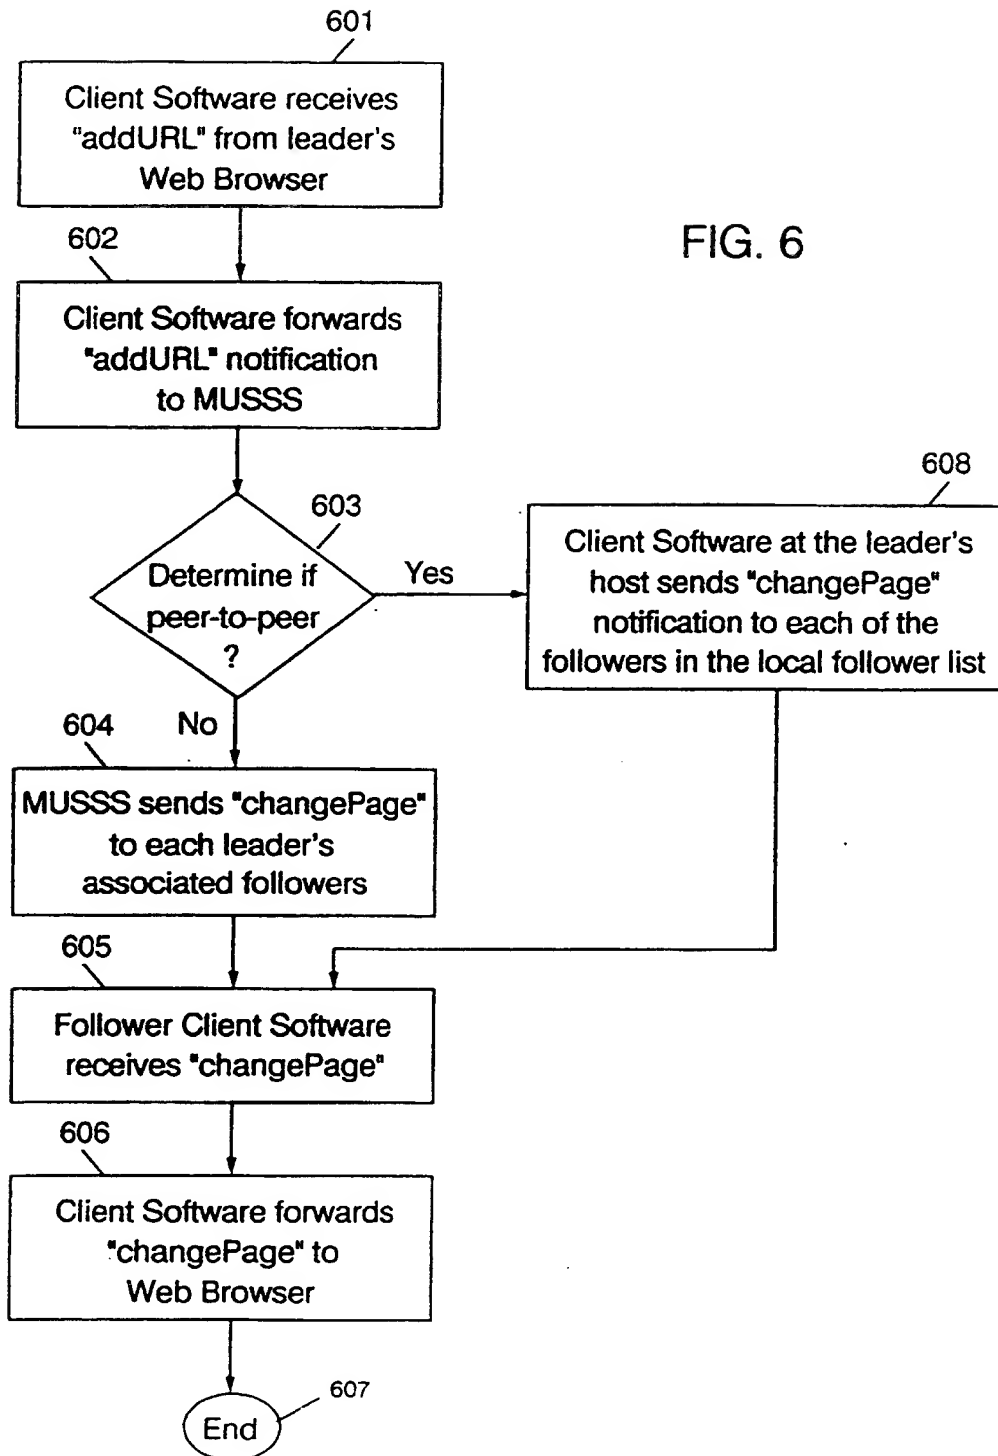 601
Client Software receives
"addURL" from leader's
Web Browser
FIG. 6
602
Client Software forwards
"addURL" notification
to MUSSS
603
Determine if
peer-to-peer
?
Yes
608
Client Software at the leader's
host sends "changePage"
notification to each of the
followers in the local follower list
No
604
MUSSS sends "changePage"
to each leader's
associated followers
605
Follower Client Software
receives "changePage"
606
Client Software forwards
"changePage" to
Web Browser
607
End